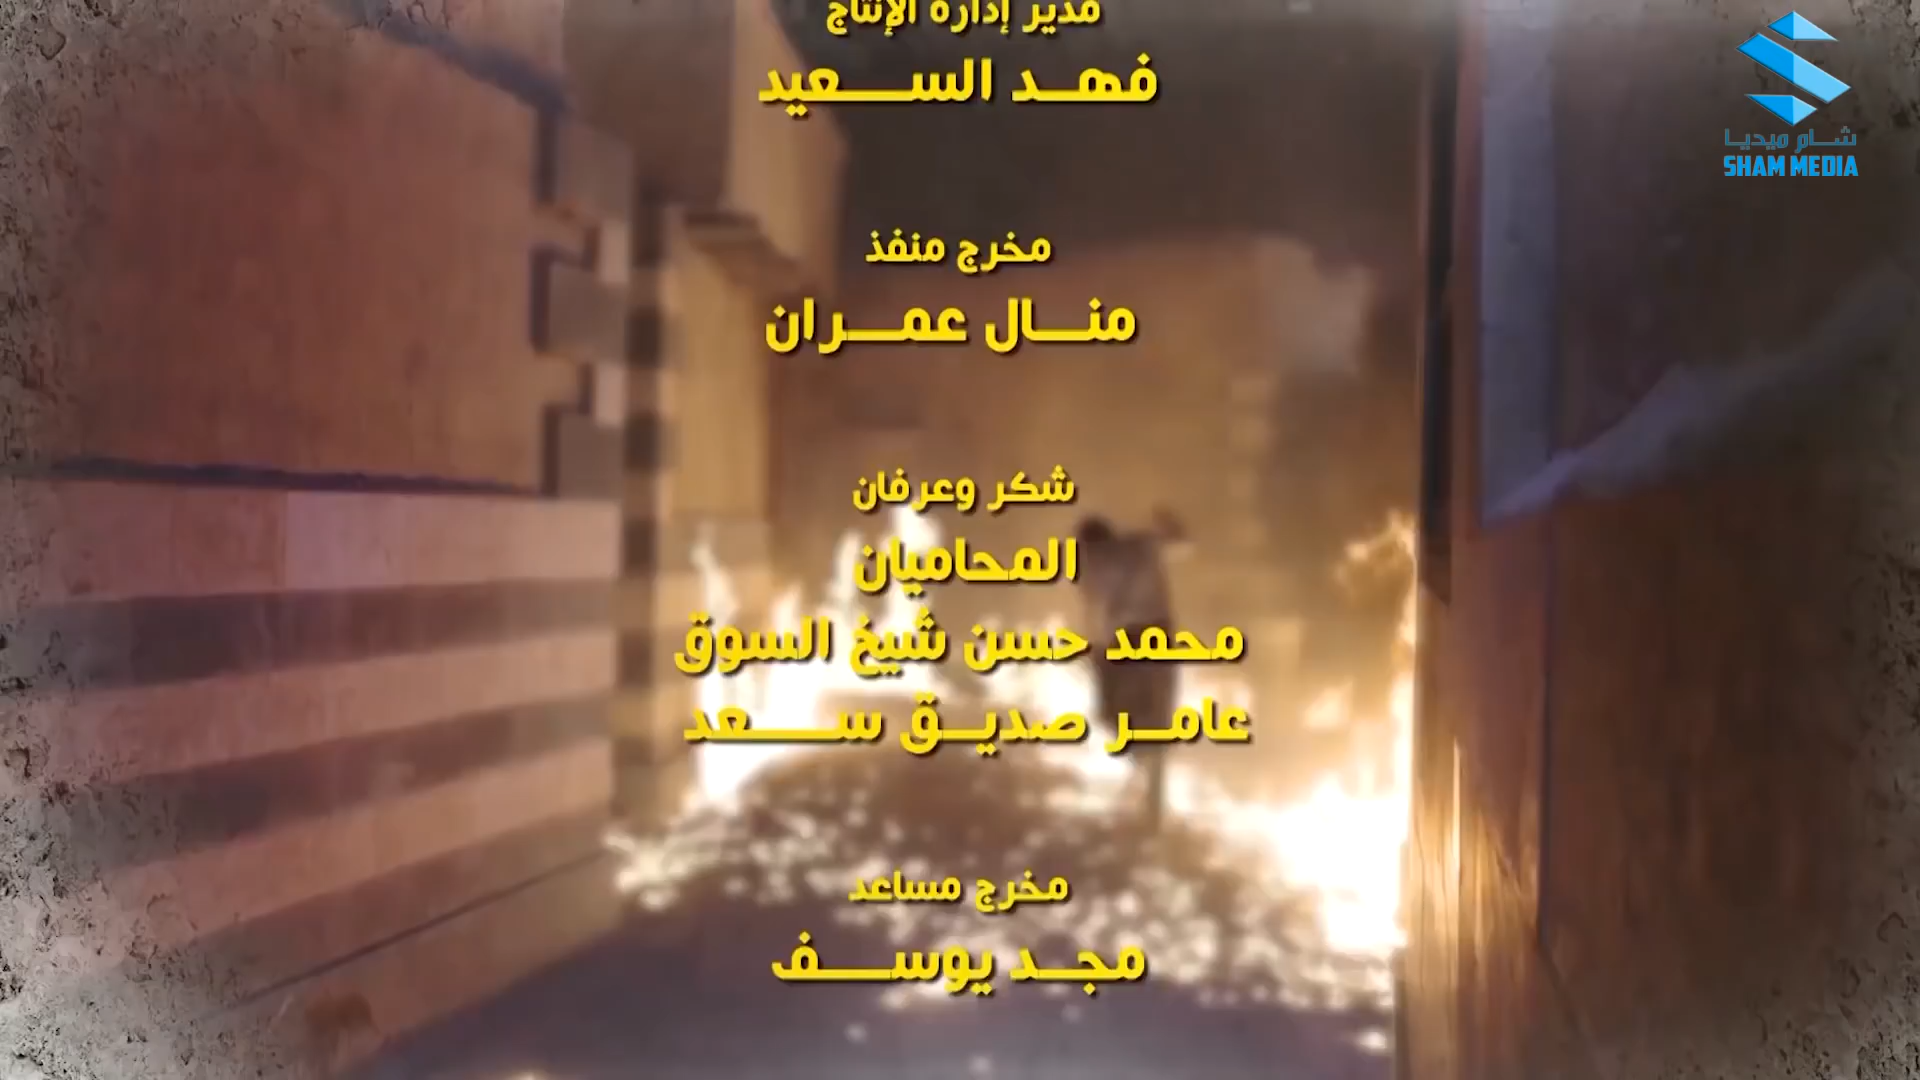 مدير إدارة الإنتاج
فهد السعيد
مخرج منفذ
منال عمران
شكر وعرفان
المحاميان
محمد حسن شيخ السوق
عامر صديق سعد
مخرج مساعد
مجد يوسف
شام ميديا
SHAM MEDIA